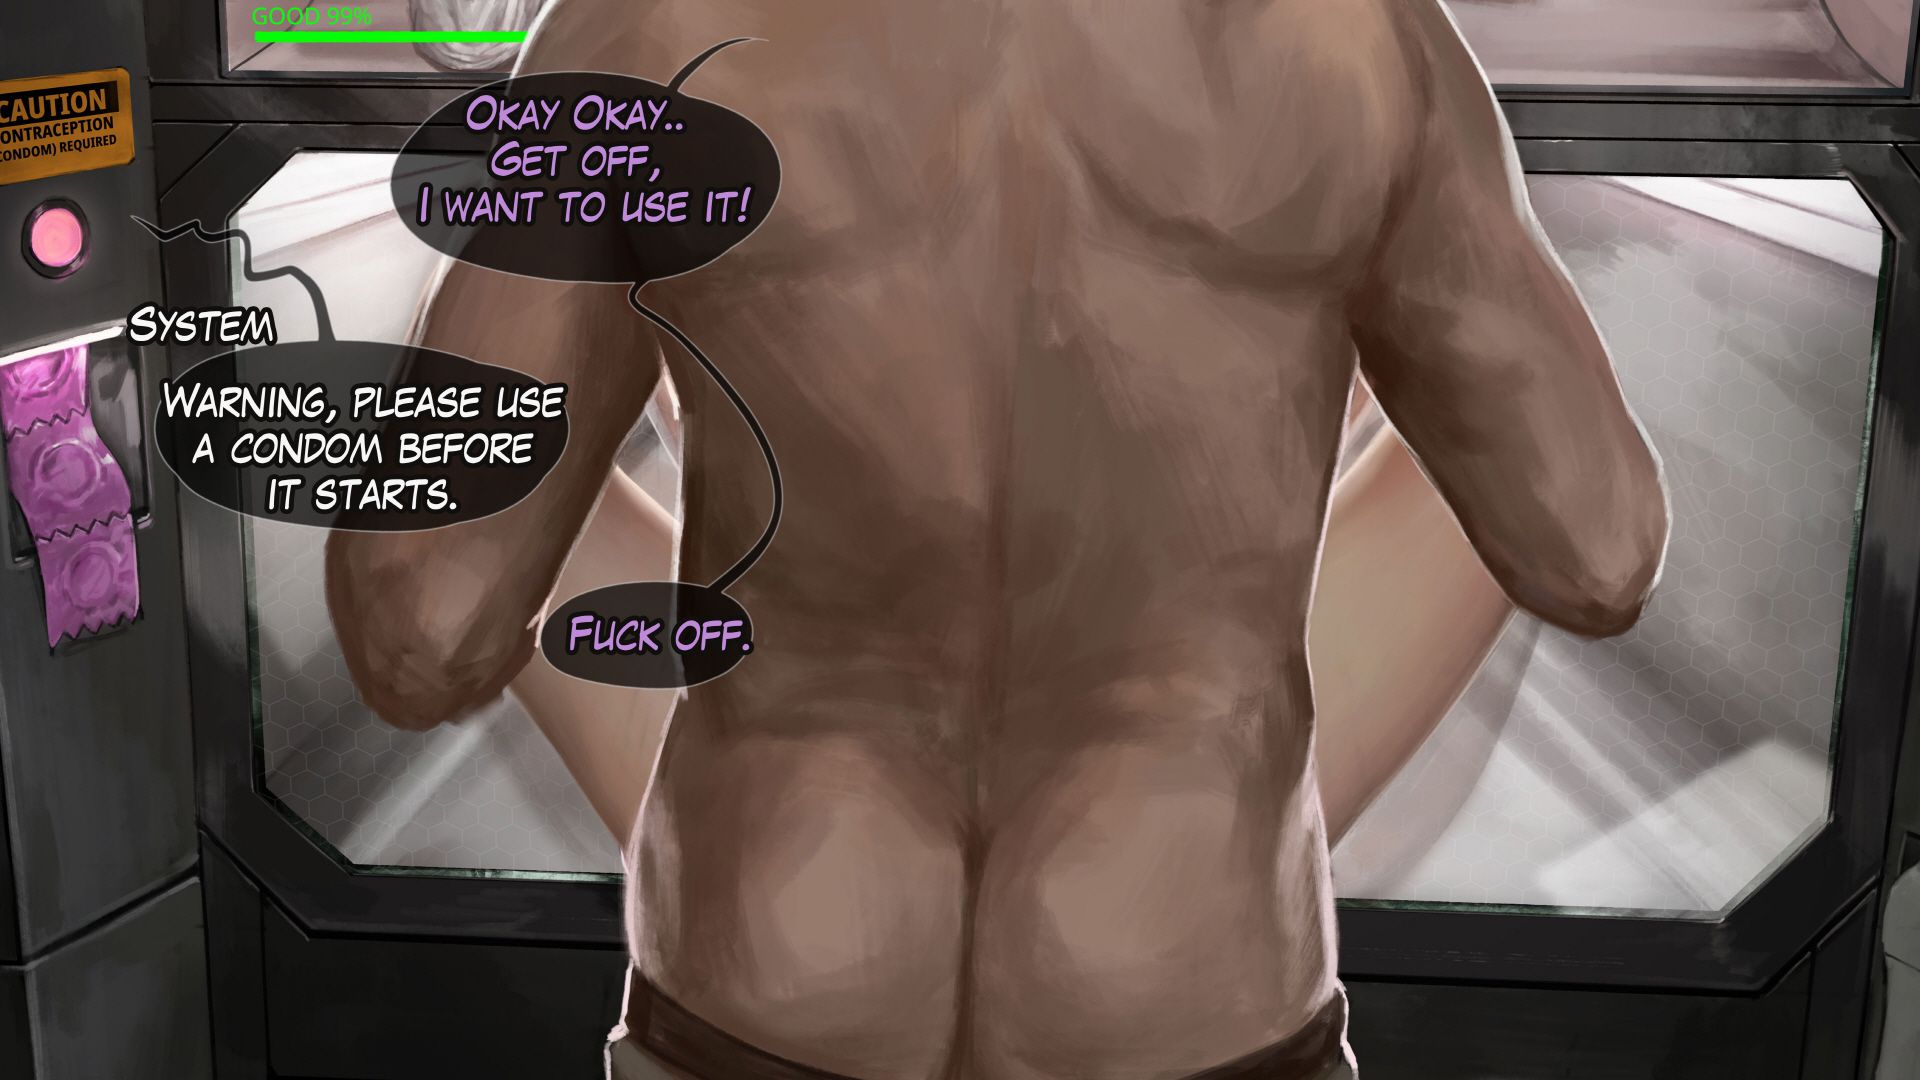 GOOD 99%
CAUTION
CONTRACEPTION
(CONDOM) REQUIRED
OKAY OKAY..
GET OFF,
I WANT TO USE IT!
SYSTEM
WARNING, PLEASE USE
A CONDOM BEFORE
IT STARTS.
FUCK OFF.